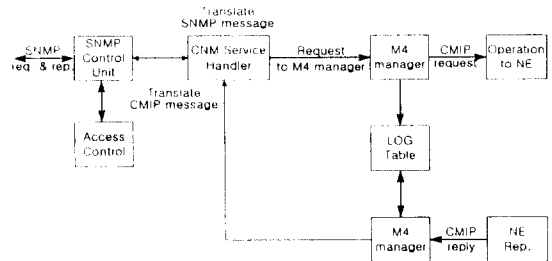 Translate
SNMP message
SNMP
req. & rep.
SNMP
Control
Unit
CNM Service
Handler
Request
to M4 manager
M4
manager
CMIP
request
Operation
to NE
Translate
CMIP message
Access
Control
LOG
Table
M4
manager
CMIP
reply
NE
Rep.